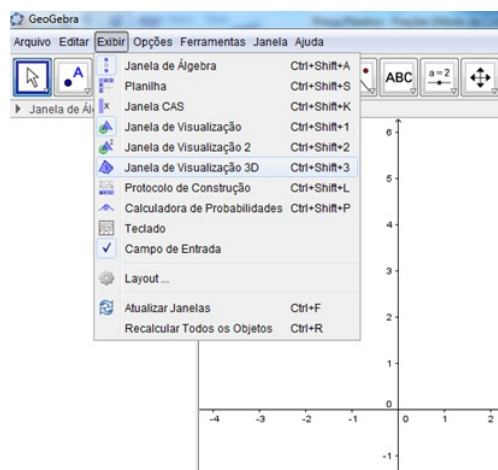 GeoGebra
Arquivo Editar Exibir Opções Ferramentas Janela Ajuda
ABC a=2
Janela de Ál
Janela de Álgebra Ctrl+Shift+A
Planilha Ctrl+Shift+S
Janela CAS Ctrl+Shift+K
Janela de Visualização Ctrl+Shift+1
Janela de Visualização 2 Ctrl+Shift+2
Janela de Visualização 3D Ctrl+Shift+3
Protocolo de Construção Ctrl+Shift+L
Calculadora de Probabilidades Ctrl+Shift+P
Teclado
Campo de Entrada
Layout ...
Atualizar Janelas Ctrl+F
Recalcular Todos os Objetos Ctrl+R
6
5
4
3
2
1
0
-4 -3 -2 -1 0 1 2
-1